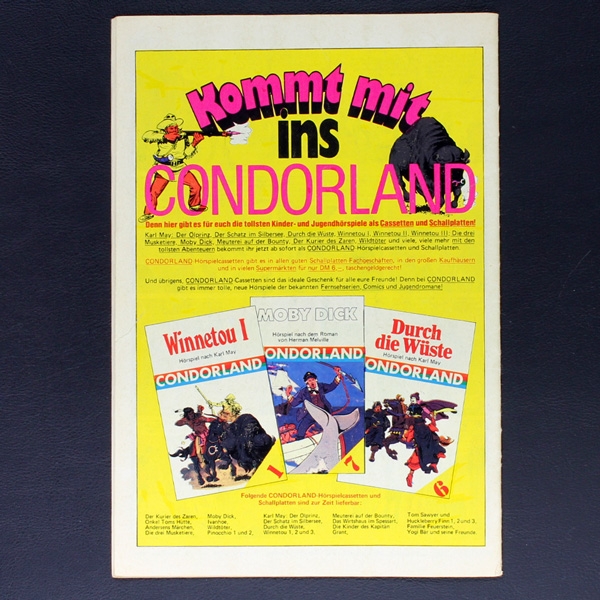 Kommt mit
ins
CONDORLAND
Denn hier gibt es für euch die tollsten Kinder- und Jugendhörspiele als Cassetten und Schallplatten!
Karl May: Der Ölprinz, Der Schatz im Silbersee, Durch die Wüste, Winnetou I, Winnetou II, Winnetou III; Die drei
Musketiere, Moby Dick, Meuterei auf der Bounty, Der Kurier des Zaren, Wildtöter und viele, viele mehr mit den
tollsten Abenteuern bekommt ihr jetzt ab sofort als CONDORLAND-Hörspielcassetten und Schallplatten.
CONDORLAND-Hörspielcassetten gibt es in allen guten Schallplatten Fachgeschäften, in den großen Kaufhäusern
und in vielen Supermärkten für nur DM 6.–, taschengeldgerecht!
Und übrigens, CONDORLAND-Cassetten sind das ideale Geschenk für alle eure Freunde! Denn bei CONDORLAND
gibt es immer tolle, neue Hörspiele der bekannten Fernsehserien, Comics und Jugendromane!
Winnetou I
Hörspiel nach Karl May
CONDORLAND
1
MOBY DICK
Hörspiel nach dem Roman
von Herman Melville
ONDORLAND
7
Durch
die Wüste
Hörspiel nach Karl May
ONDORLAND
6
Folgende CONDORLAND-Hörspielcassetten und
Schallplatten sind zur Zeit lieferbar:
Der Kurier des Zaren,
Onkel Toms Hütte,
Andersens Märchen,
Die drei Musketiere,
Moby Dick,
Ivanhoe,
Wildtöter,
Pinocchio 1 und 2,
Karl May: Der Ölprinz,
Der Schatz im Silbersee,
Durch die Wüste,
Winnetou 1, 2 und 3,
Meuterei auf der Bounty,
Das Wirtshaus im Spessart,
Die Kinder des Kapitän
Grant,
Tom Sawyer und
Huckleberry Finn 1, 2 und 3,
Familie Feuerstein,
Yogi Bär und seine Freunde